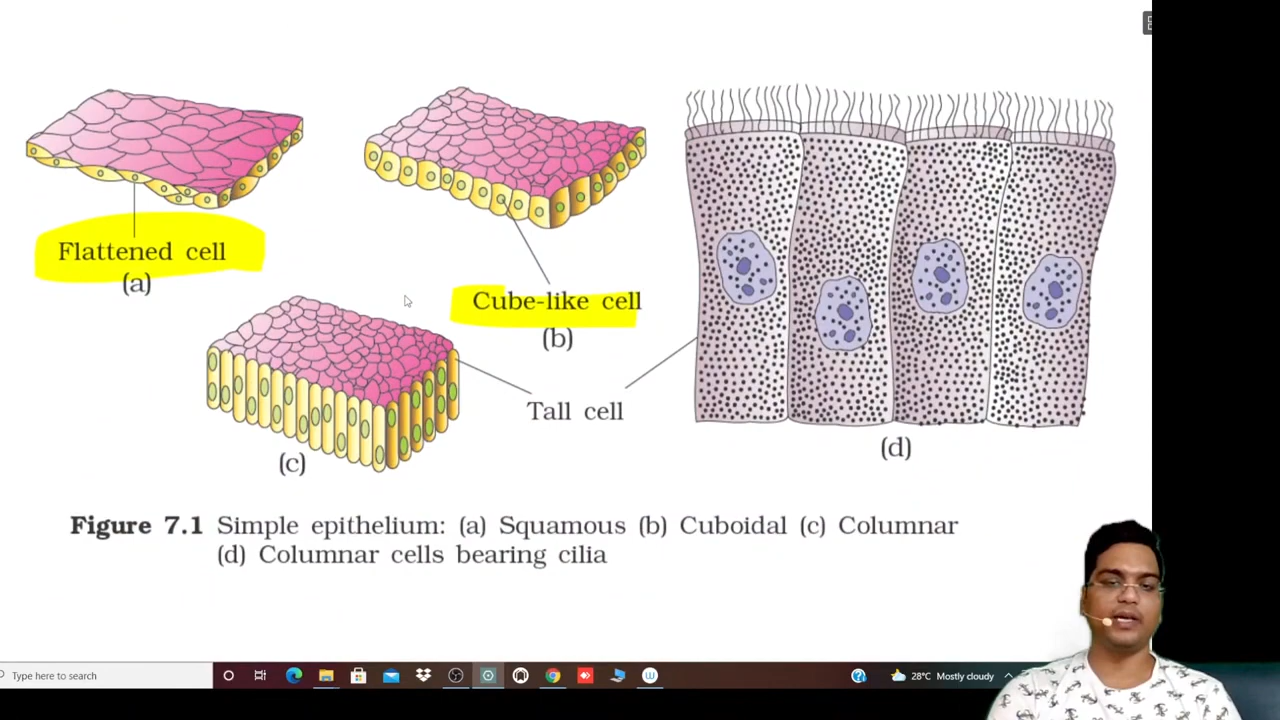 Flattened cell
(a)
Cube-like cell
(b)
Tall cell
(c)
(d)
Figure 7.1 Simple epithelium: (a) Squamous (b) Cuboidal (c) Columnar
(d) Columnar cells bearing cilia
Type here to search
28°C Mostly cloudy